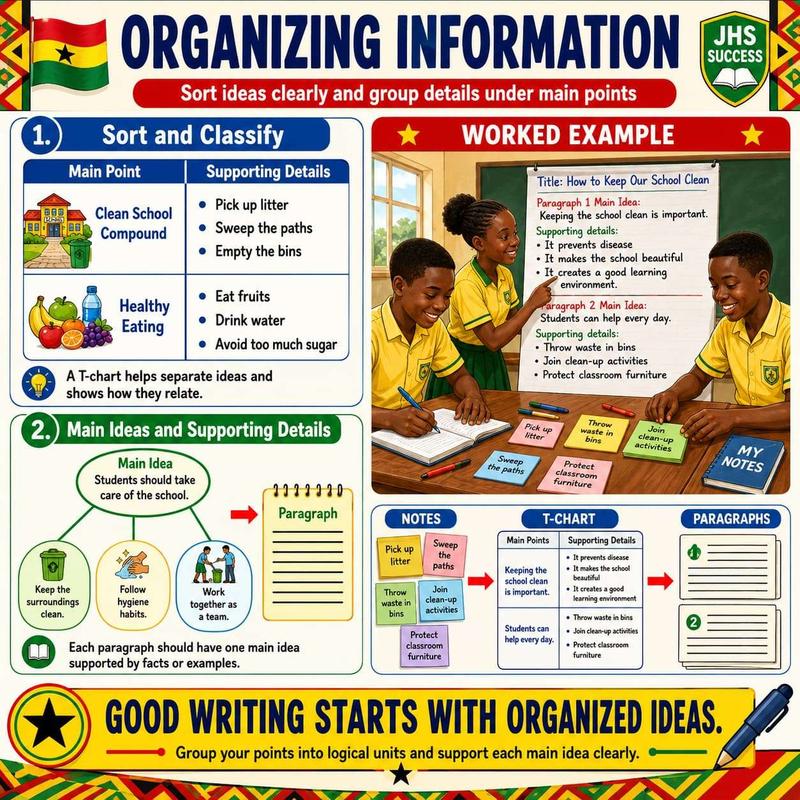 ORGANIZING INFORMATION
JHS
SUCCESS
Sort ideas clearly and group details under main points
1. Sort and Classify
Main Point
Supporting Details
SCHOOL
Clean School
Compound
• Pick up litter
• Sweep the paths
• Empty the bins
Healthy
Eating
• Eat fruits
• Drink water
• Avoid too much sugar
A T-chart helps separate ideas and
shows how they relate.
2. Main Ideas and Supporting Details
Main Idea
Students should take
care of the school.
Keep the
surroundings
clean.
Follow
hygiene
habits.
Work
together as
a team.
Paragraph
Each paragraph should have one main idea
supported by facts or examples.
WORKED EXAMPLE
Title: How to Keep Our School Clean
Paragraph 1 Main Idea:
Keeping the school clean is important.
Supporting details:
• It prevents disease
• It makes the school beautiful
• It creates a good learning
environment.
Paragraph 2 Main Idea:
Students can help every day.
Supporting details:
• Throw waste in bins
• Join clean-up activities
• Protect classroom furniture
Pick up
litter
Throw
waste in
bins
Join
clean-up
activities
Sweep
the paths
Protect
classroom
furniture
MY
NOTES
NOTES
Pick up
litter
Sweep
the
paths
Throw
waste in
bins
Join
clean-up
activities
Protect
classroom
furniture
T-CHART
Main Points
Supporting Details
Keeping the
school clean
is important.
• It prevents disease
• It makes the school
beautiful
• It creates a good
learning environment
Students can
help every day.
• Throw waste in bins
• Join clean-up activities
• Protect classroom
furniture
PARAGRAPHS
1
2
GOOD WRITING STARTS WITH ORGANIZED IDEAS.
Group your points into logical units and support each main idea clearly.